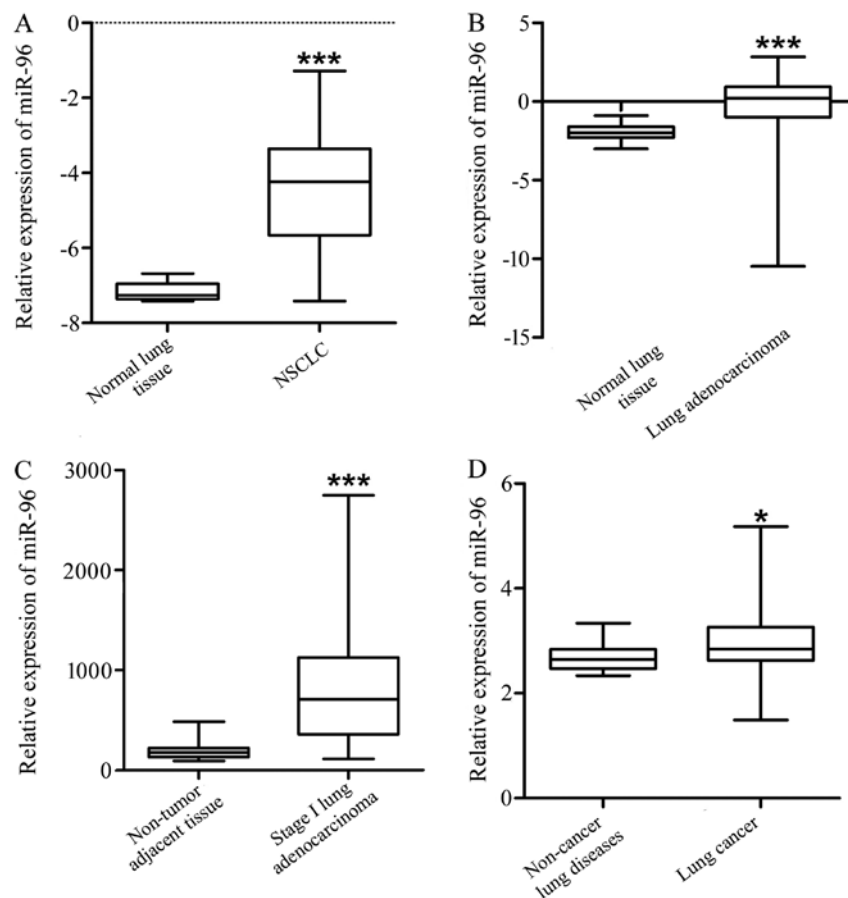 A
Relative expression of miR-96
0
-2
-4
-6
-8
***
Normal lung
tissue
NSCLC
B
Relative expression of miR-96
5
0
-5
-10
-15
***
Normal lung
tissue
Lung adenocarcinoma
C
Relative expression of miR-96
3000
2000
1000
0
***
Non-tumor
adjacent tissue
Stage I lung
adenocarcinoma
D
Relative expression of miR-96
6
4
2
0
*
Non-cancer
lung diseases
Lung cancer